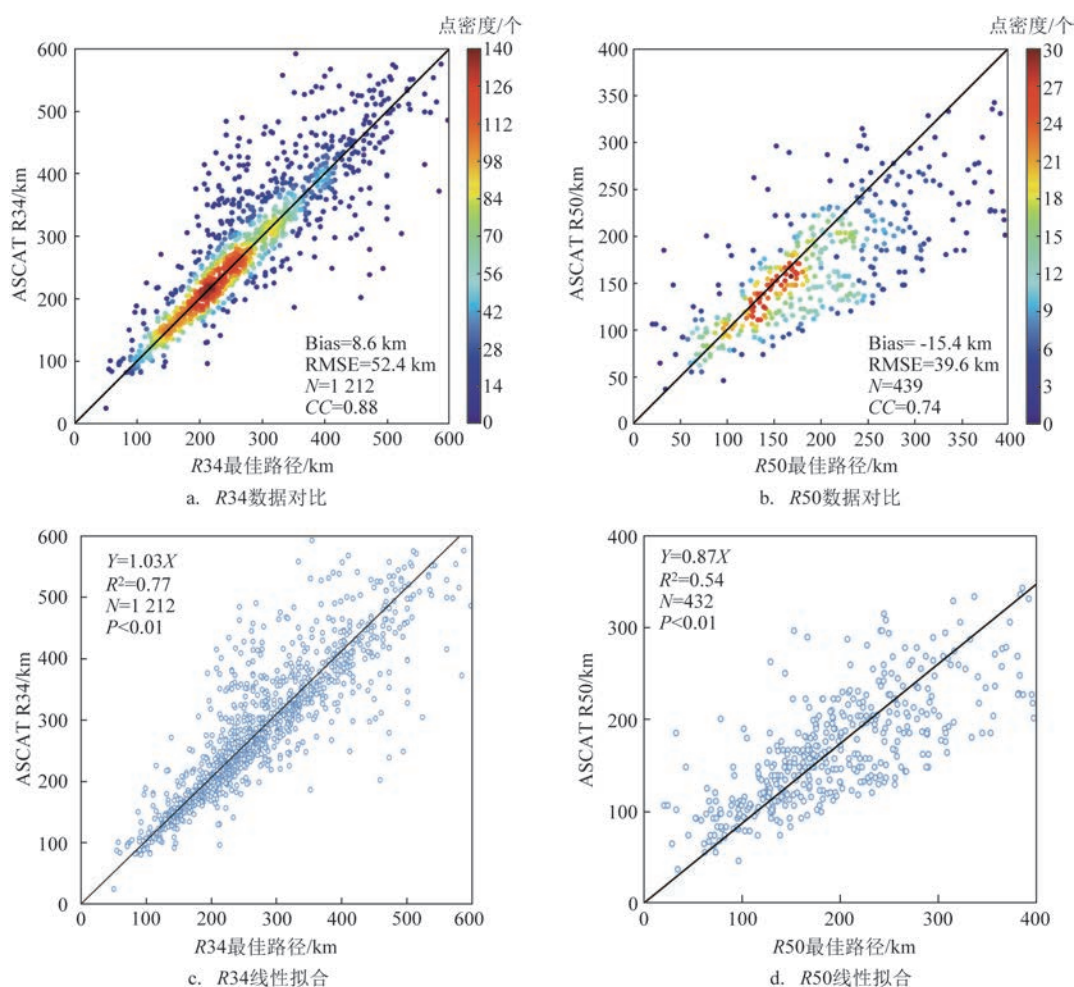 点密度/个
600
500
400
300
200
100
0
ASCAT R34/km
0 100 200 300 400 500 600
R34最佳路径/km
Bias=8.6 km
RMSE=52.4 km
N=1 212
CC=0.88
140
126
112
98
84
70
56
42
28
14
0
a. R34数据对比
点密度/个
400
350
300
250
200
150
100
50
0
ASCAT R50/km
0 50 100 150 200 250 300 350 400
R50最佳路径/km
Bias= -15.4 km
RMSE=39.6 km
N=439
CC=0.74
30
27
24
21
18
15
12
9
6
3
0
b. R50数据对比
600
500
400
300
200
100
0
ASCAT R34/km
Y=1.03X
R²=0.77
N=1 212
P<0.01
0 100 200 300 400 500 600
R34最佳路径/km
c. R34线性拟合
400
300
200
100
0
ASCAT R50/km
Y=0.87X
R²=0.54
N=432
P<0.01
0 100 200 300 400
R50最佳路径/km
d. R50线性拟合